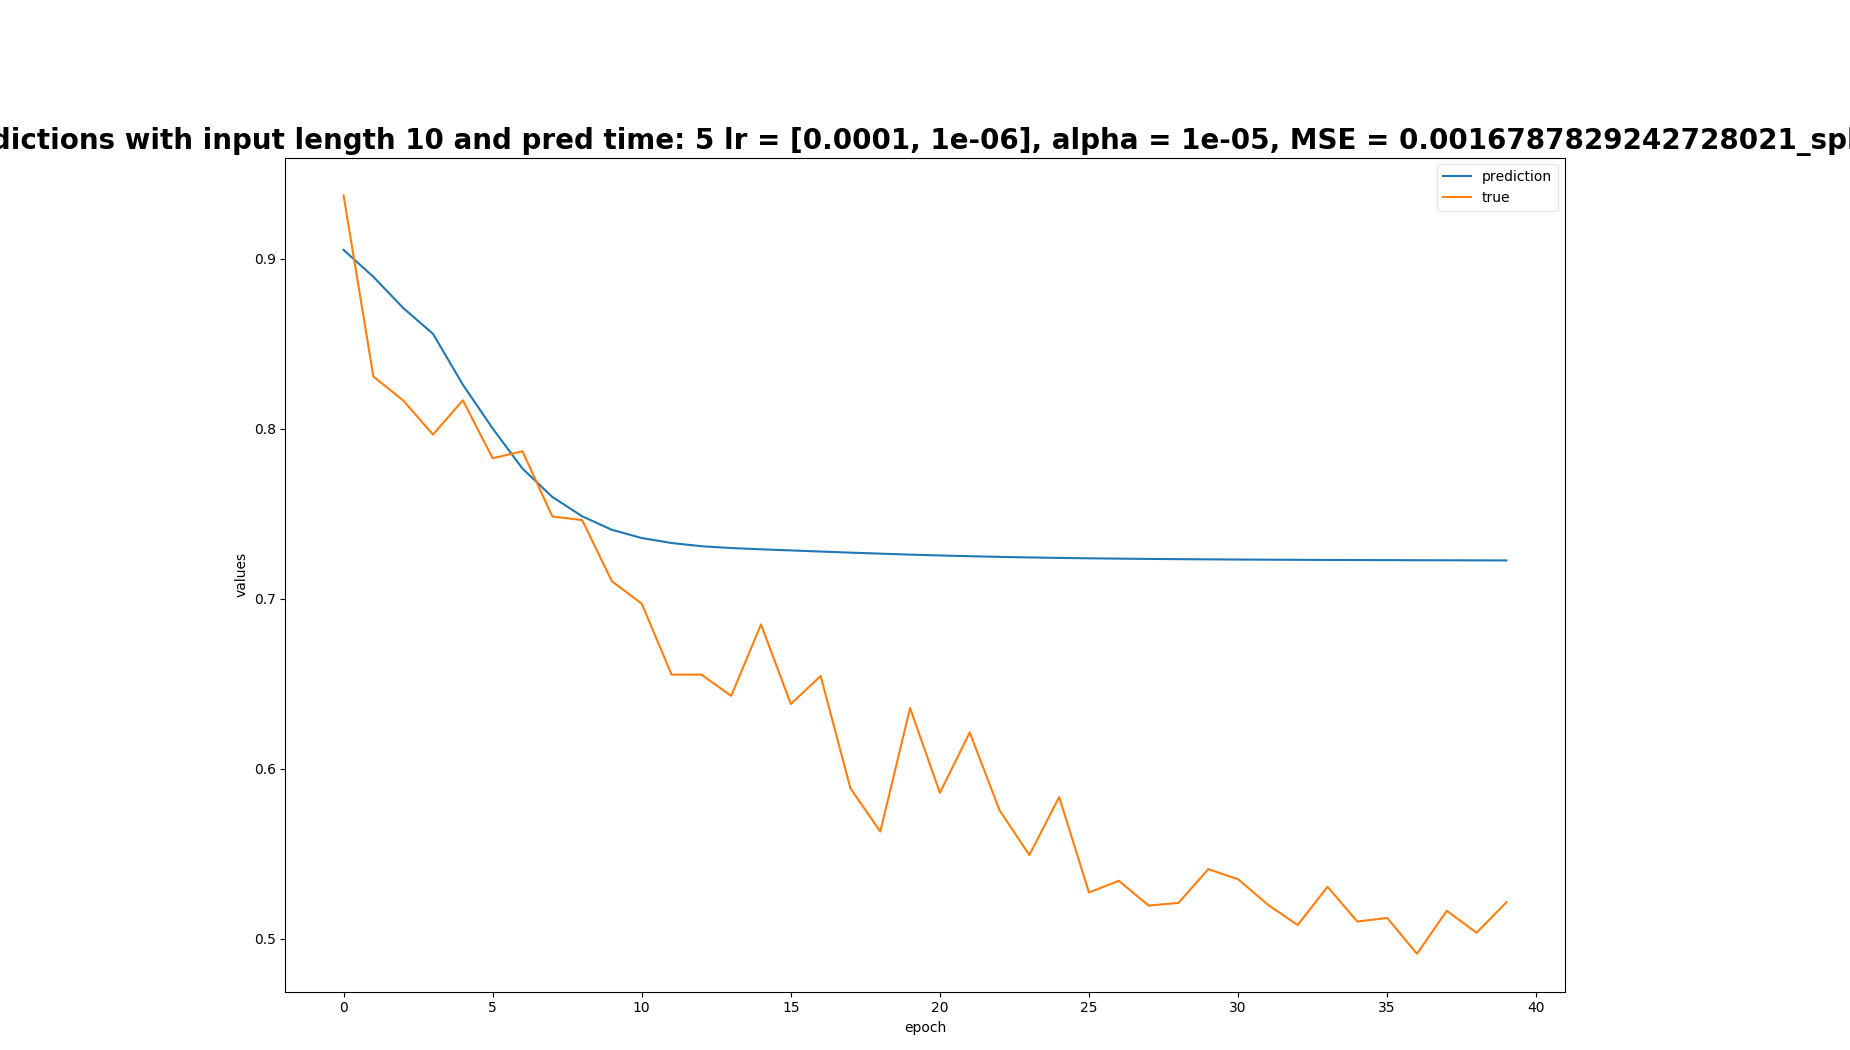 dictions with input length 10 and pred time: 5 lr = [0.0001, 1e-06], alpha = 1e-05, MSE = 0.0016787829242728021_spl
prediction
true
0.9
0.8
0.7
0.6
0.5
values
0 5 10 15 20 25 30 35 40
epoch